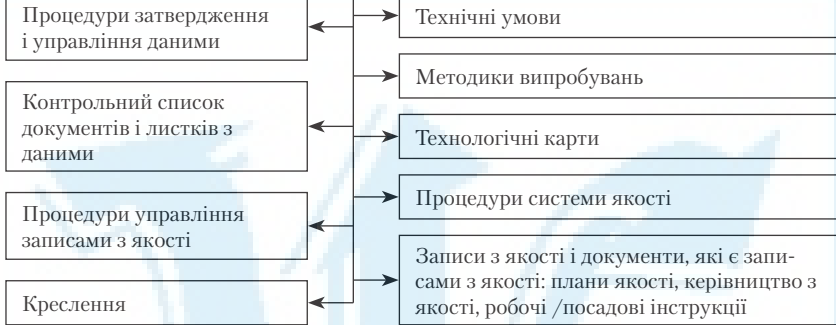 Процедури затвердження
і управління даними
Контрольний список
документів і листків з
даними
Процедури управління
записами з якості
Креслення
Технічні умови
Методики випробувань
Технологічні карти
Процедури системи якості
Записи з якості і документи, які є запи-
сами з якості: плани якості, керівництво з
якості, робочі /посадові інструкції